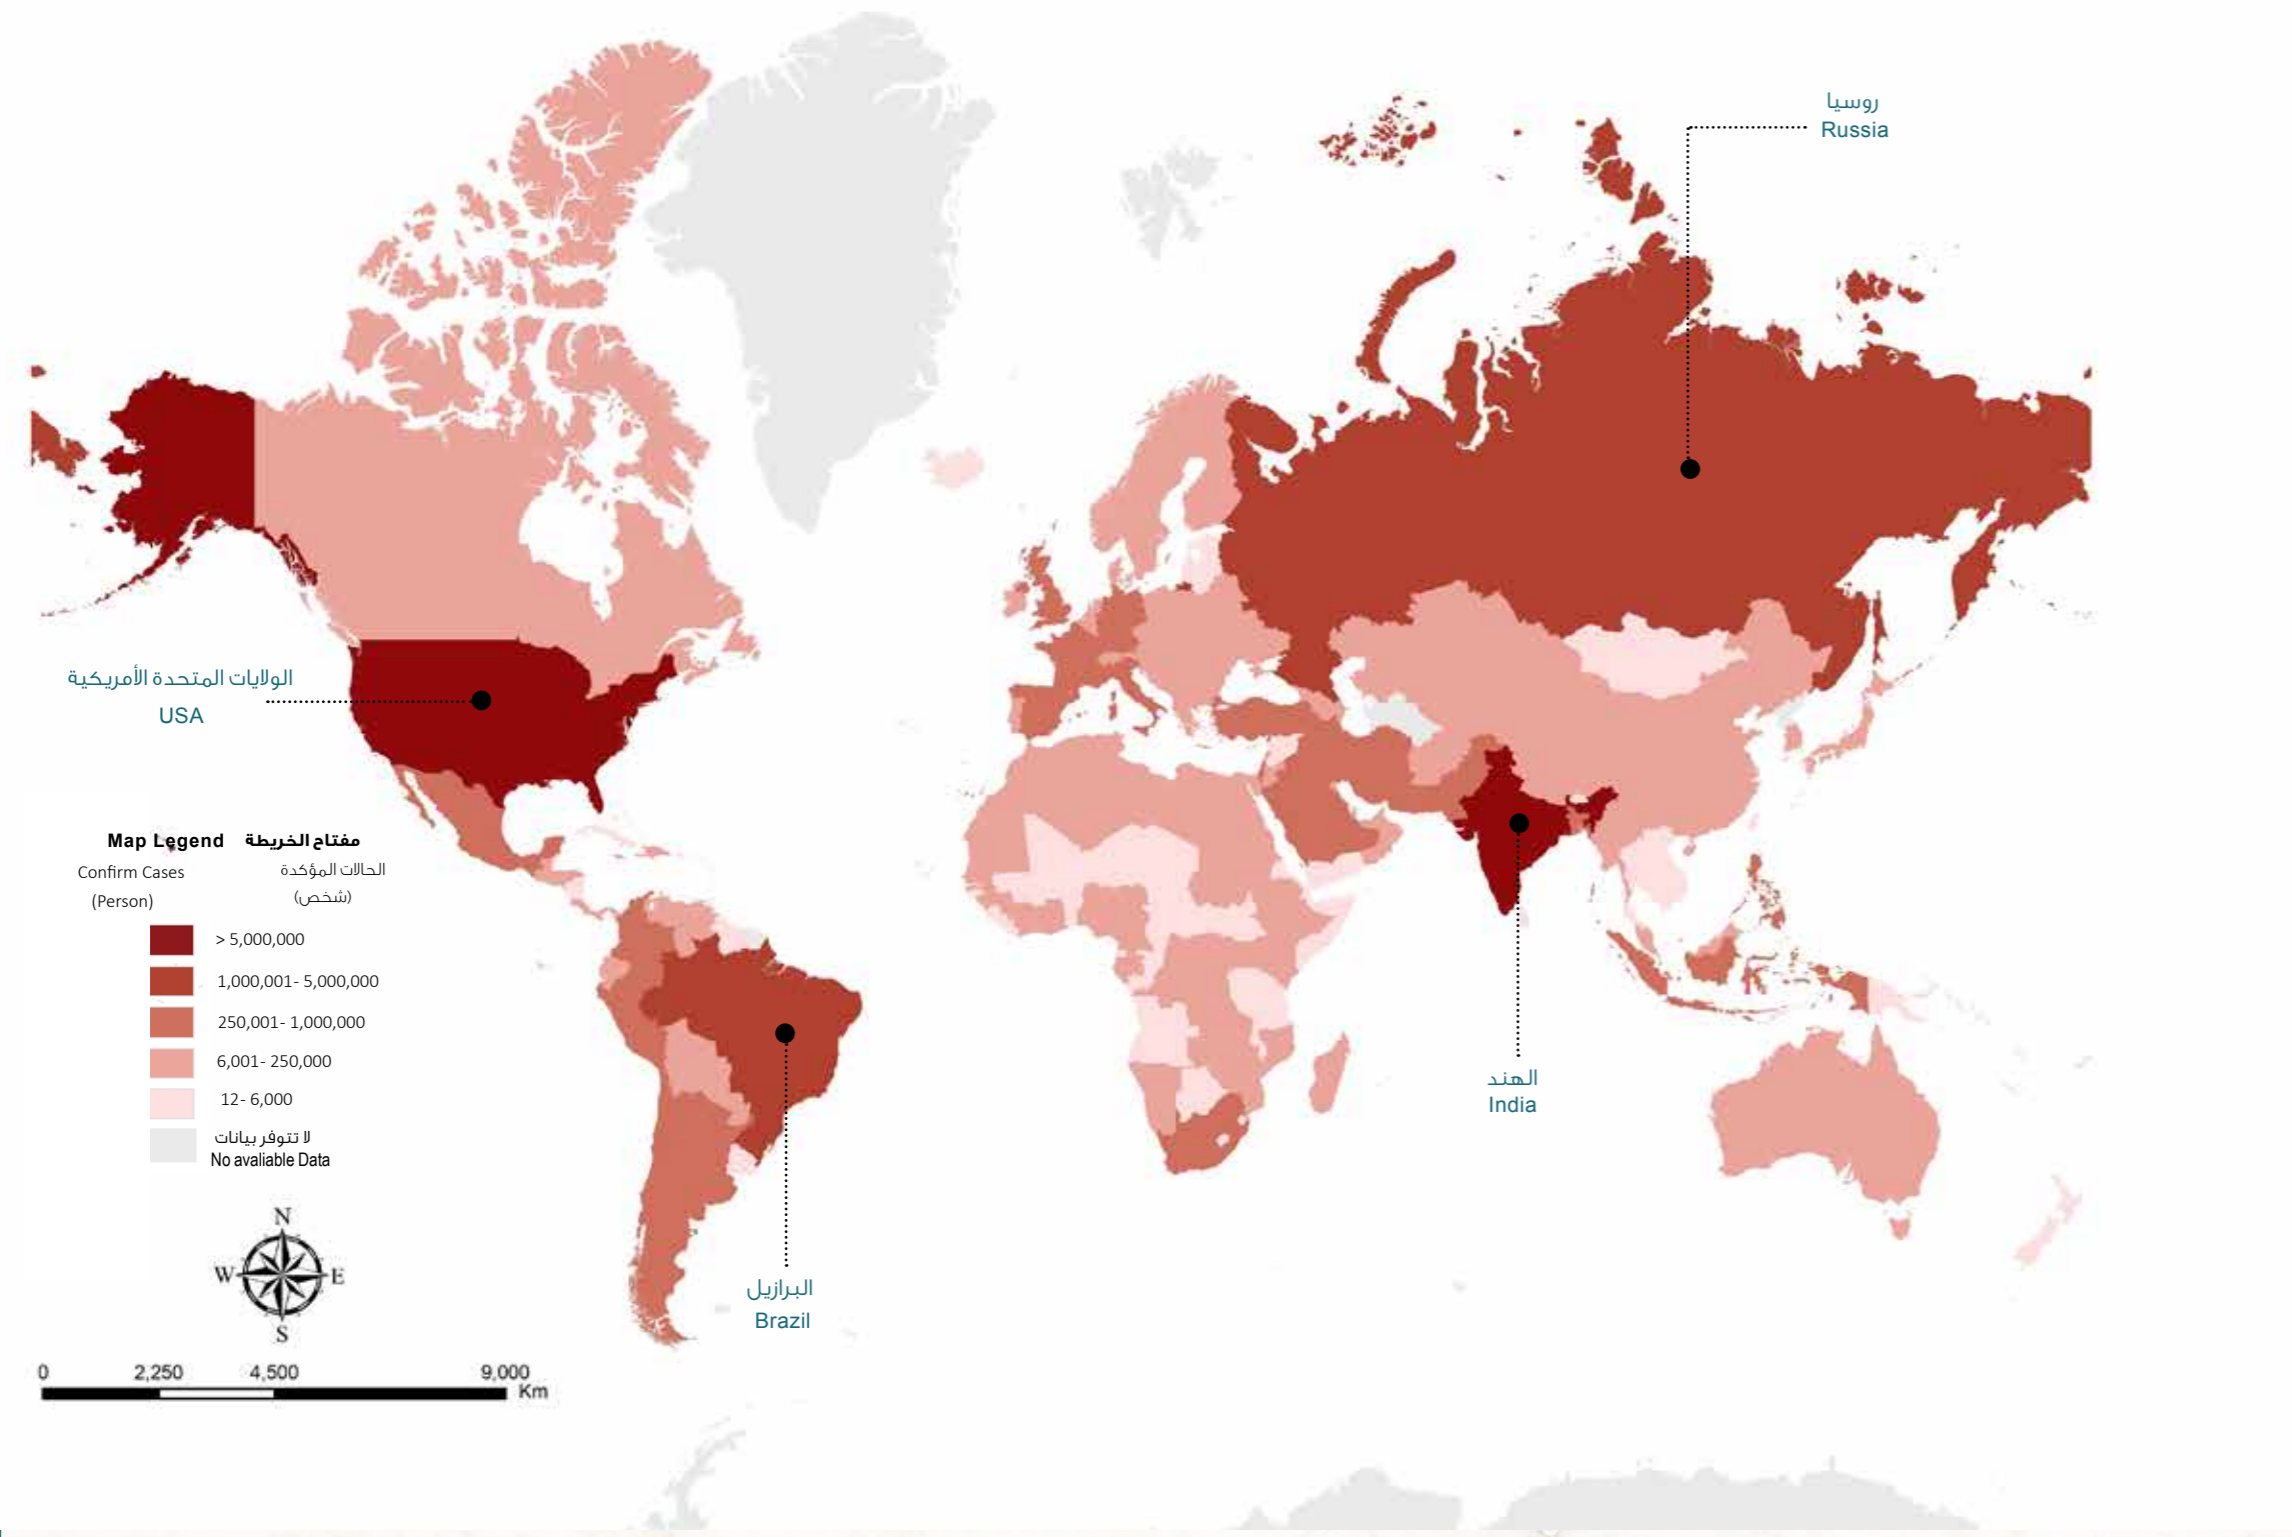 روسيا
Russia
الولايات المتحدة الأمريكية
USA
Map Legend مفتاح الخريطة
Confirm Cases الحالات المؤكدة
(Person) (شخص)
> 5,000,000
1,000,001- 5,000,000
250,001- 1,000,000
6,001- 250,000
12- 6,000
لا تتوفر بيانات
No avaliable Data
الهند
India
البرازيل
Brazil
N
W E
S
0 2,250 4,500 9,000
Km